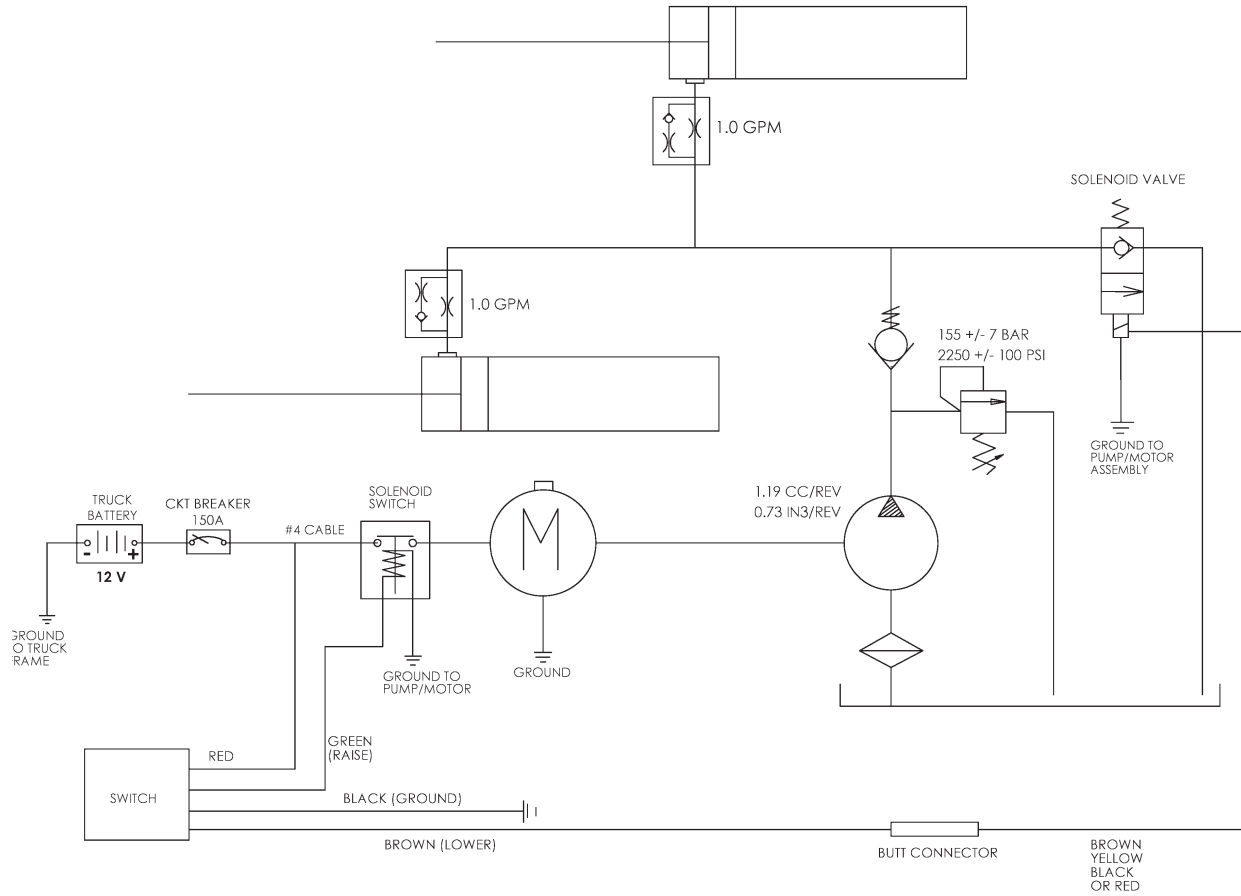 1.0 GPM
SOLENOID VALVE
1.0 GPM
155 +/- 7 BAR
2250 +/- 100 PSI
GROUND TO
PUMP/MOTOR
ASSEMBLY
1.19 CC/REV
0.73 IN3/REV
TRUCK
BATTERY
- +
12 V
CKT BREAKER
150A
#4 CABLE
SOLENOID
SWITCH
M
GROUND
O TRUCK
RAME
GROUND TO
PUMP/MOTOR
GROUND
GREEN
(RAISE)
RED
SWITCH
BLACK (GROUND)
BROWN (LOWER)
BUTT CONNECTOR
BROWN
YELLOW
BLACK
OR RED